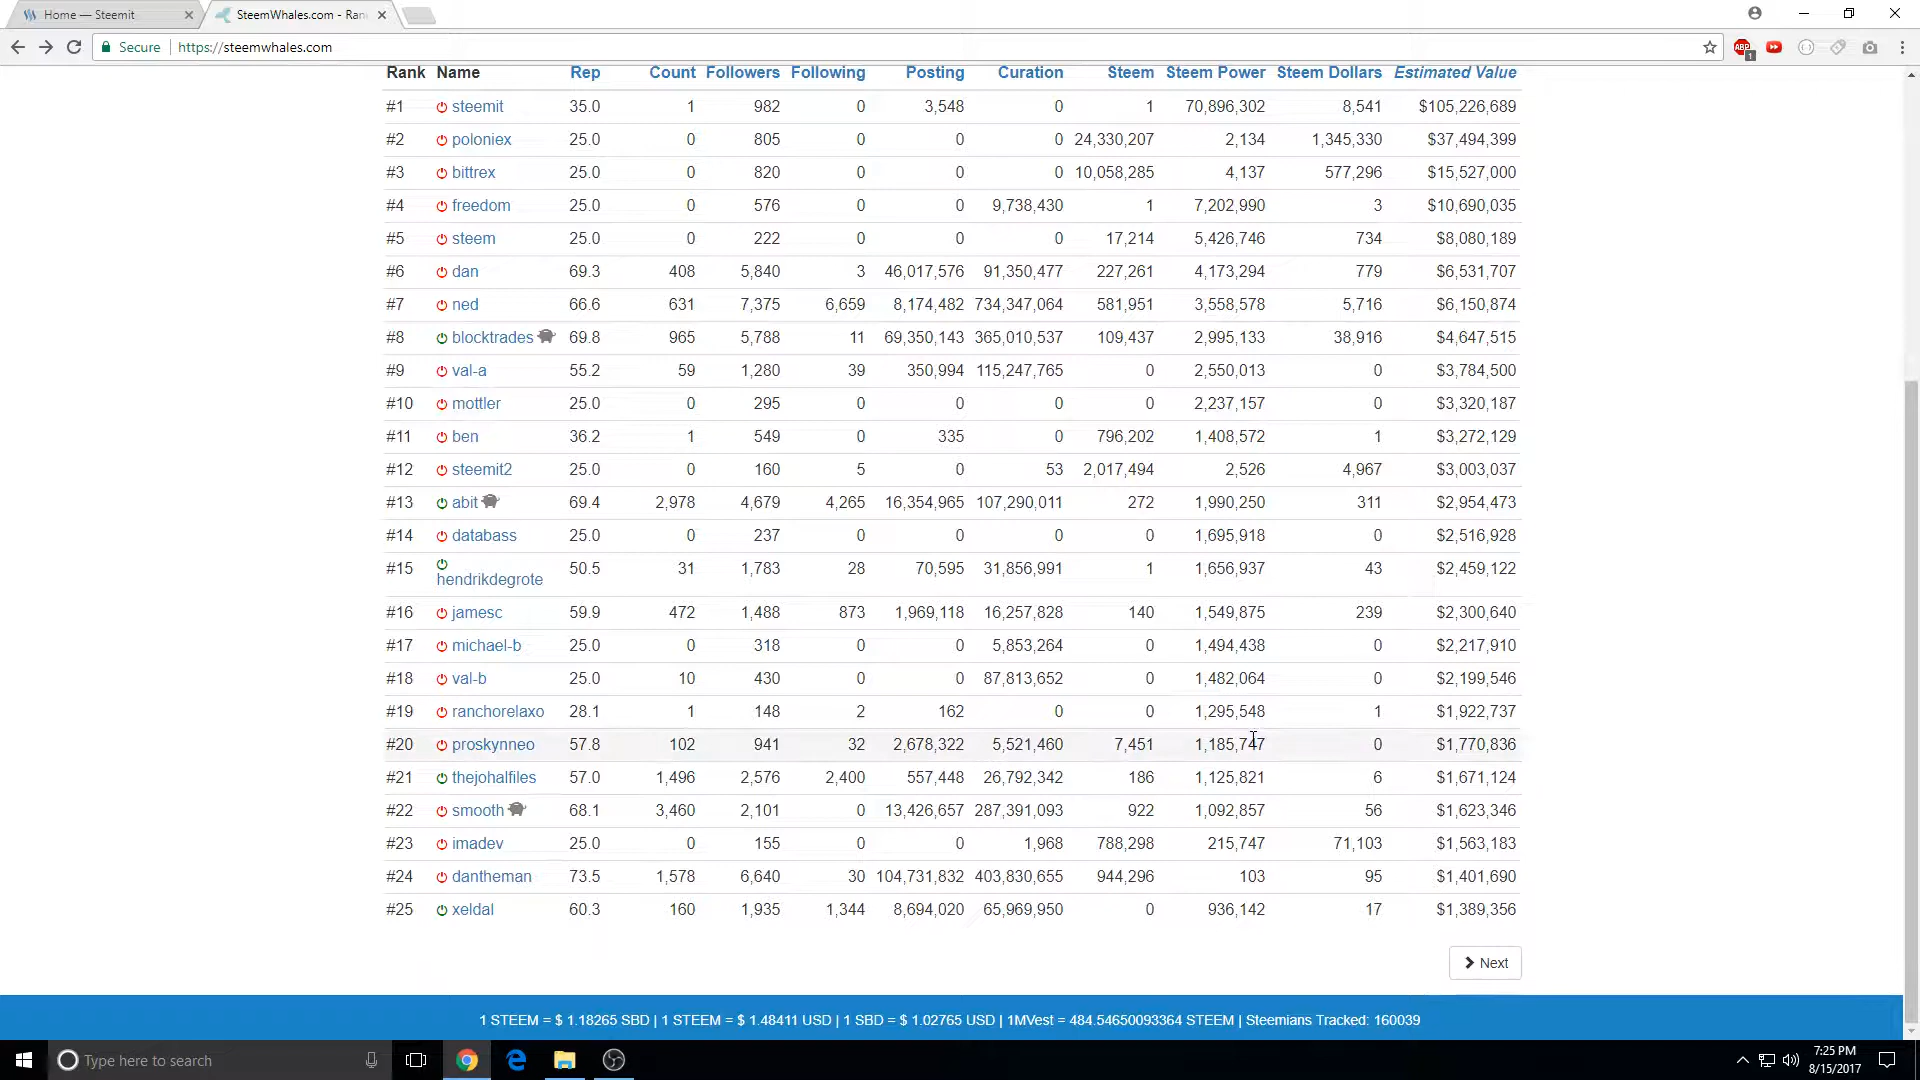 Home — Steemit
SteemWhales.com - Ran
Secure https://steemwhales.com
ABP 1
Rank Name Rep Count Followers Following Posting Curation Steem Steem Power Steem Dollars Estimated Value
#1 steemit 35.0 1 982 0 3,548 0 1 70,896,302 8,541 $105,226,689
#2 poloniex 25.0 0 805 0 0 0 24,330,207 2,134 1,345,330 $37,494,399
#3 bittrex 25.0 0 820 0 0 0 10,058,285 4,137 577,296 $15,527,000
#4 freedom 25.0 0 576 0 0 9,738,430 1 7,202,990 3 $10,690,035
#5 steem 25.0 0 222 0 0 0 17,214 5,426,746 734 $8,080,189
#6 dan 69.3 408 5,840 3 46,017,576 91,350,477 227,261 4,173,294 779 $6,531,707
#7 ned 66.6 631 7,375 6,659 8,174,482 734,347,064 581,951 3,558,578 5,716 $6,150,874
#8 blocktrades 69.8 965 5,788 11 69,350,143 365,010,537 109,437 2,995,133 38,916 $4,647,515
#9 val-a 55.2 59 1,280 39 350,994 115,247,765 0 2,550,013 0 $3,784,500
#10 mottler 25.0 0 295 0 0 0 0 2,237,157 0 $3,320,187
#11 ben 36.2 1 549 0 335 0 796,202 1,408,572 1 $3,272,129
#12 steemit2 25.0 0 160 5 0 53 2,017,494 2,526 4,967 $3,003,037
#13 abit 69.4 2,978 4,679 4,265 16,354,965 107,290,011 272 1,990,250 311 $2,954,473
#14 databass 25.0 0 237 0 0 0 0 1,695,918 0 $2,516,928
#15 hendrikdegrote 50.5 31 1,783 28 70,595 31,856,991 1 1,656,937 43 $2,459,122
#16 jamesc 59.9 472 1,488 873 1,969,118 16,257,828 140 1,549,875 239 $2,300,640
#17 michael-b 25.0 0 318 0 0 5,853,264 0 1,494,438 0 $2,217,910
#18 val-b 25.0 10 430 0 0 87,813,652 0 1,482,064 0 $2,199,546
#19 ranchorelaxo 28.1 1 148 2 162 0 0 1,295,548 1 $1,922,737
#20 proskynneo 57.8 102 941 32 2,678,322 5,521,460 7,451 1,185,747 0 $1,770,836
#21 thejohalfiles 57.0 1,496 2,576 2,400 557,448 26,792,342 186 1,125,821 6 $1,671,124
#22 smooth 68.1 3,460 2,101 0 13,426,657 287,391,093 922 1,092,857 56 $1,623,346
#23 imadev 25.0 0 155 0 0 1,968 788,298 215,747 71,103 $1,563,183
#24 dantheman 73.5 1,578 6,640 30 104,731,832 403,830,655 944,296 103 95 $1,401,690
#25 xeldal 60.3 160 1,935 1,344 8,694,020 65,969,950 0 936,142 17 $1,389,356
Next
1 STEEM = $ 1.18265 SBD | 1 STEEM = $ 1.48411 USD | 1 SBD = $ 1.02765 USD | 1MVest = 484.54650093364 STEEM | Steemians Tracked: 160039
Type here to search
7:25 PM
8/15/2017